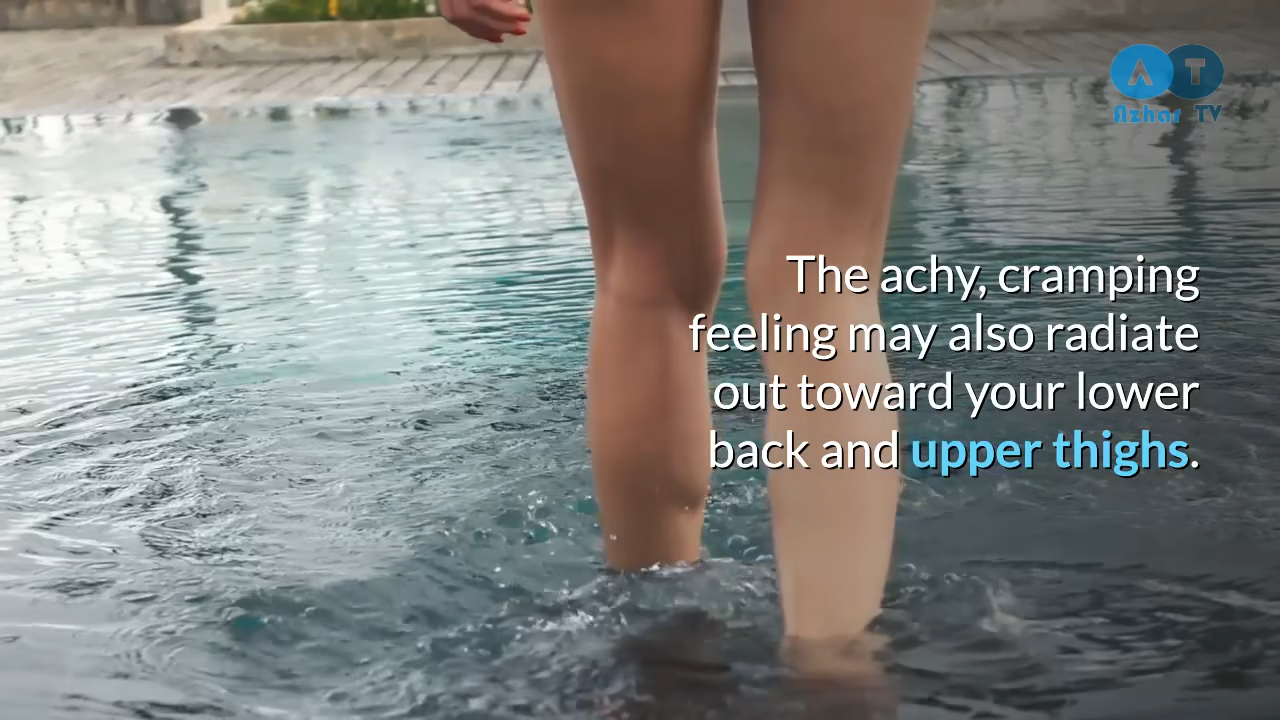 A T
Azhar TV
The achy, cramping
feeling may also radiate
out toward your lower
back and upper thighs.